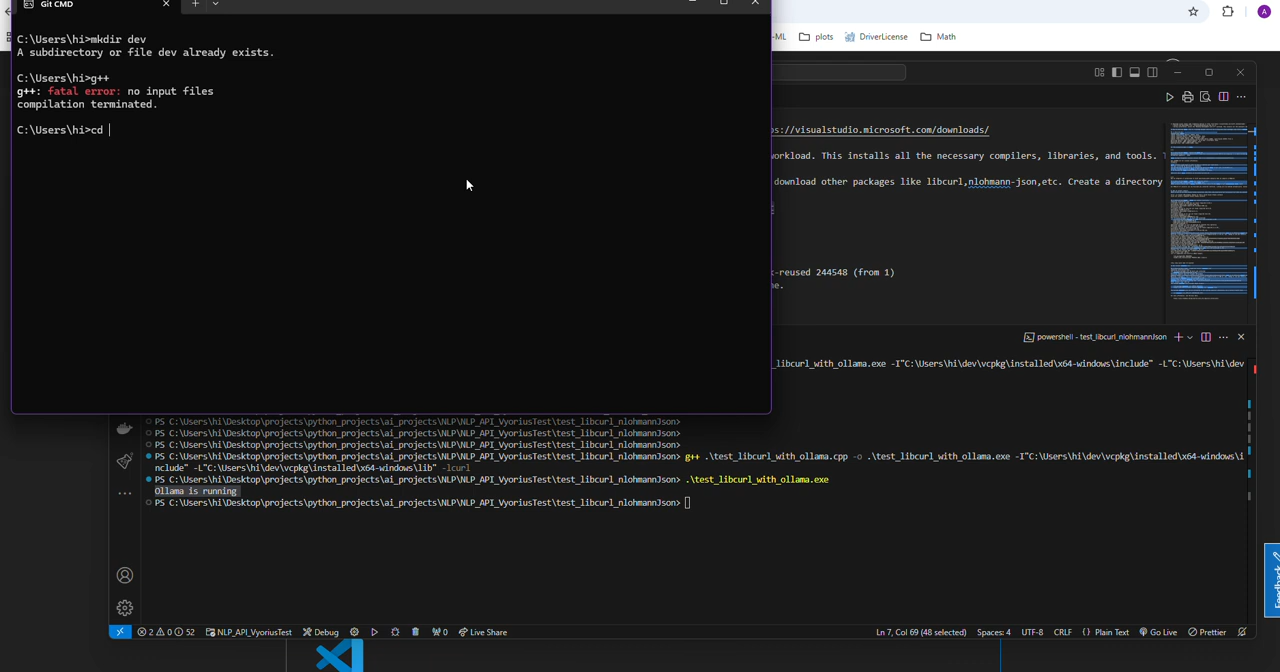 Git CMD
C:\Users\hi>mkdir dev
A subdirectory or file dev already exists.
C:\Users\hi>g++
g++: fatal error: no input files
compilation terminated.
C:\Users\hi>cd
A
-ML
plots
DriverLicense
Math
s://visualstudio.microsoft.com/downloads/
workload. This installs all the necessary compilers, libraries, and tools.
download other packages like libcurl,nlohmann-json,etc. Create a directory
-reused 244548 (from 1)
ne.
powershell - test_libcurl_nlohmannJson
_libcurl_with_ollama.exe -I"C:\Users\hi\dev\vcpkg\installed\x64-windows\include" -L"C:\Users\hi\dev
PS C:\Users\hi\Desktop\projects\python_projects\ai_projects\NLP\NLP_API_VyoriusTest\test_libcurl_nlohmannJson>
PS C:\Users\hi\Desktop\projects\python_projects\ai_projects\NLP\NLP_API_VyoriusTest\test_libcurl_nlohmannJson>
PS C:\Users\hi\Desktop\projects\python_projects\ai_projects\NLP\NLP_API_VyoriusTest\test_libcurl_nlohmannJson>
PS C:\Users\hi\Desktop\projects\python_projects\ai_projects\NLP\NLP_API_VyoriusTest\test_libcurl_nlohmannJson> g++ .\test_libcurl_with_ollama.cpp -o .\test_libcurl_with_ollama.exe -I"C:\Users\hi\dev\vcpkg\installed\x64-windows\i
nclude" -L"C:\Users\hi\dev\vcpkg\installed\x64-windows\lib" -lcurl
PS C:\Users\hi\Desktop\projects\python_projects\ai_projects\NLP\NLP_API_VyoriusTest\test_libcurl_nlohmannJson> .\test_libcurl_with_ollama.exe
Ollama is running
PS C:\Users\hi\Desktop\projects\python_projects\ai_projects\NLP\NLP_API_VyoriusTest\test_libcurl_nlohmannJson>
Feedback
2 0 52 NLP_API_VyoriusTest Debug 0 Live Share Ln 7, Col 69 (48 selected) Spaces: 4 UTF-8 CRLF {} Plain Text Go Live Prettier